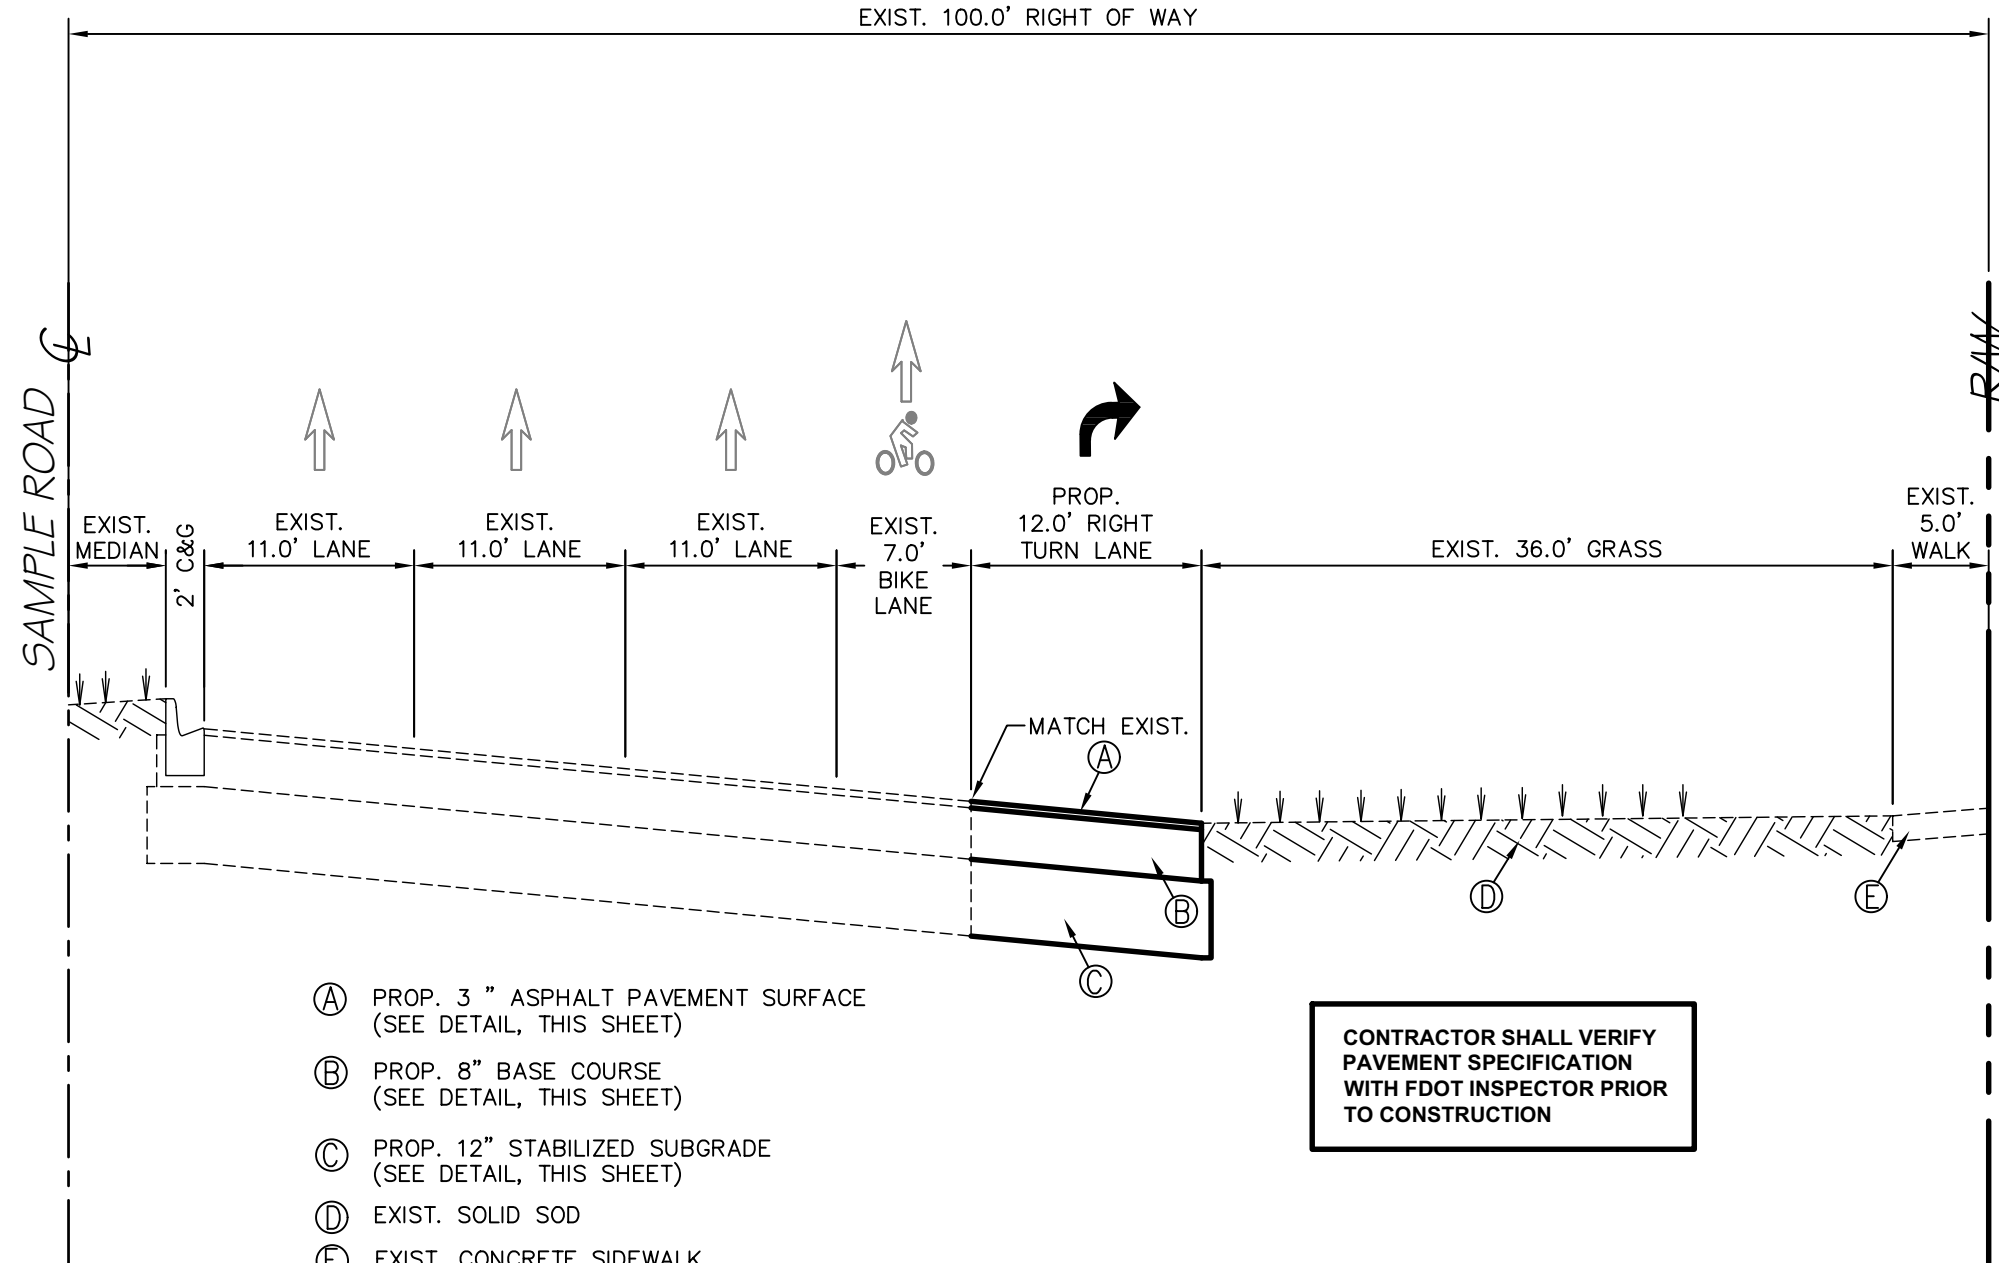 EXIST. 100.0' RIGHT OF WAY
SAMPLE ROAD
℄
R/W
EXIST.
MEDIAN
2' C&G
EXIST.
11.0' LANE
EXIST.
11.0' LANE
EXIST.
11.0' LANE
EXIST.
7.0'
BIKE
LANE
PROP.
12.0' RIGHT
TURN LANE
EXIST. 36.0' GRASS
EXIST.
5.0'
WALK
MATCH EXIST.
A
B
C
D
E
A PROP. 3 " ASPHALT PAVEMENT SURFACE
(SEE DETAIL, THIS SHEET)
B PROP. 8" BASE COURSE
(SEE DETAIL, THIS SHEET)
C PROP. 12" STABILIZED SUBGRADE
(SEE DETAIL, THIS SHEET)
D EXIST. SOLID SOD
E EXIST. CONCRETE SIDEWALK
CONTRACTOR SHALL VERIFY
PAVEMENT SPECIFICATION
WITH FDOT INSPECTOR PRIOR
TO CONSTRUCTION